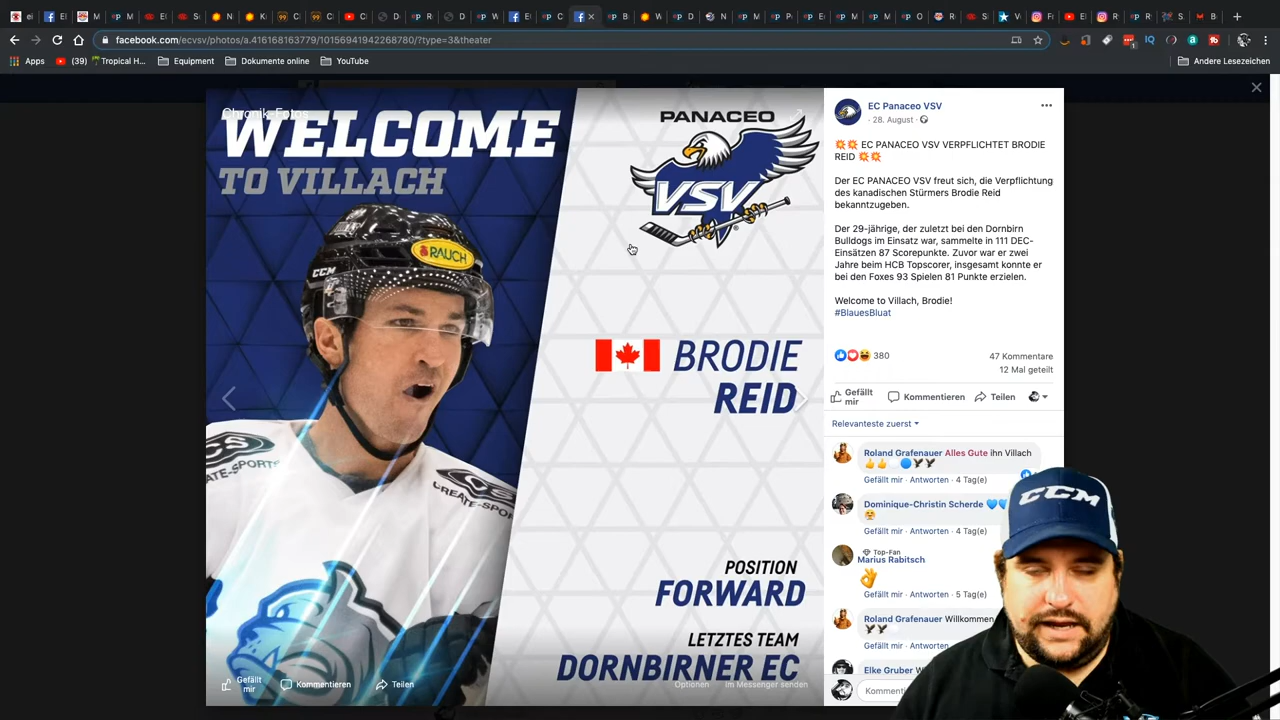 facebook.com/ecvsv/photos/a.416168163779/10156941942268780/?type=3&theater
Apps
(39)
Tropical H...
Equipment
Dokumente online
YouTube
Andere Lesezeichen
Chronik-Fotos
WELCOME
TO VILLACH
PANACEO
VSV
RAUCH
CCM
BRODIE
REID
CREATE-SPORTS
POSITION
FORWARD
LETZTES TEAM
DORNBIRNER EC
Gefällt mir
Kommentieren
Teilen
Optionen
Im Messenger senden
EC Panaceo VSV
28. August
EC PANACEO VSV VERPFLICHTET BRODIE
REID
Der EC PANACEO VSV freut sich, die Verpflichtung
des kanadischen Stürmers Brodie Reid
bekanntzugeben.
Der 29-jährige, der zuletzt bei den Dornbirn
Bulldogs im Einsatz war, sammelte in 111 DEC-
Einsätzen 87 Scorepunkte. Zuvor war er zwei
Jahre beim HCB Topscorer, insgesamt konnte er
bei den Foxes 93 Spielen 81 Punkte erzielen.
Welcome to Villach, Brodie!
#BlauesBluat
380
47 Kommentare
12 Mal geteilt
Gefällt mir
Kommentieren
Teilen
Relevanteste zuerst
Roland Grafenauer Alles Gute ihn Villach
Gefällt mir · Antworten · 4 Tag(e)
Dominique-Christin Scherde
Gefällt mir · Antworten · 4 Tag(e)
Top-Fan
Marius Rabitsch
Gefällt mir · Antworten · 5 Tag(e)
Roland Grafenauer Willkommen
Gefällt mir · Antworten
Elke Gruber
CCM